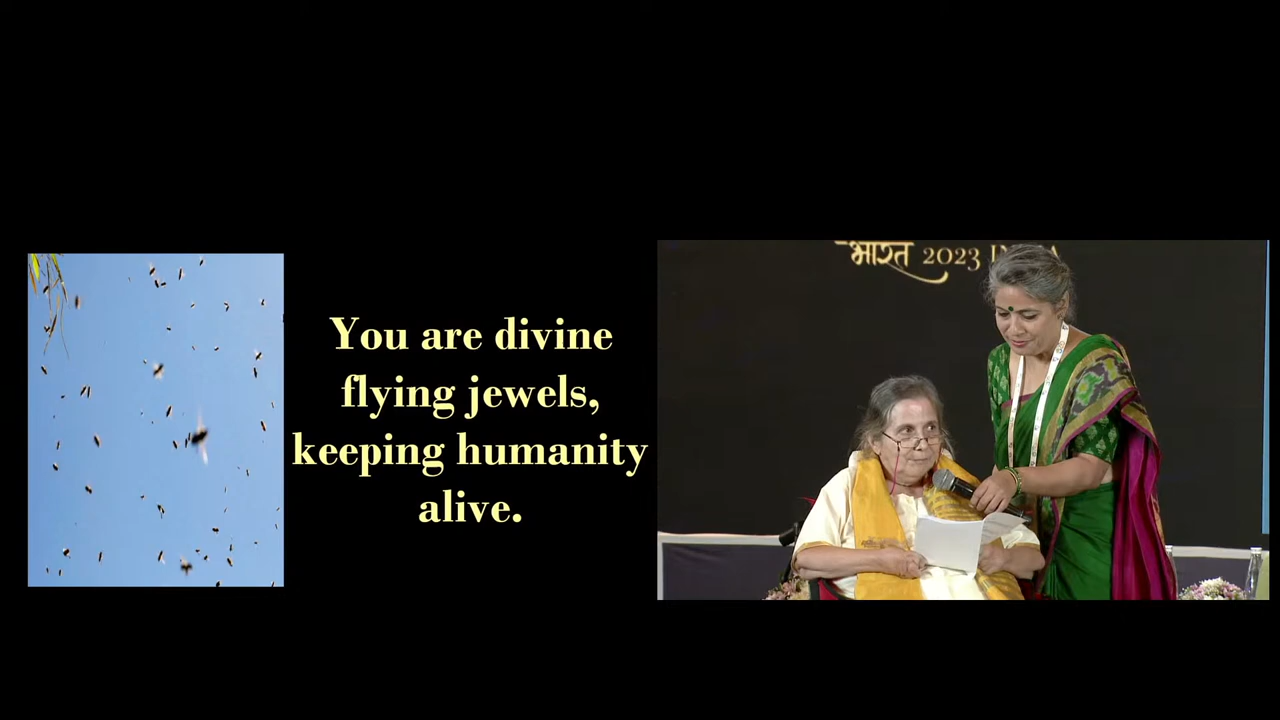 You are divine
flying jewels,
keeping humanity
alive.
भारत 2023